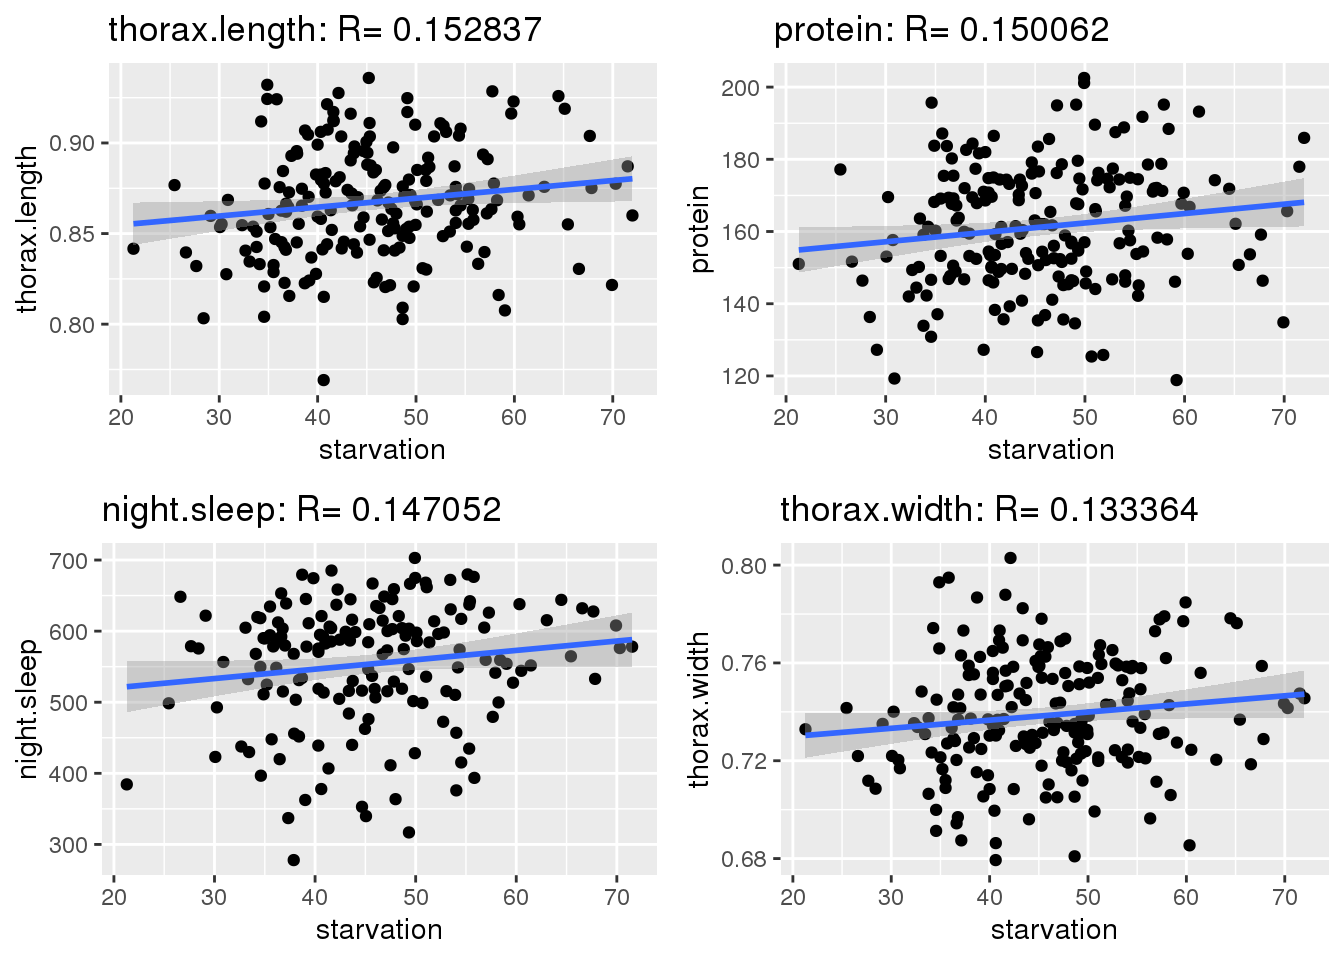 thorax.length: R= 0.152837
thorax.length
0.90
0.85
0.80
20 30 40 50 60 70
starvation
protein: R= 0.150062
protein
200
180
160
140
120
20 30 40 50 60 70
starvation
night.sleep: R= 0.147052
night.sleep
700
600
500
400
300
20 30 40 50 60 70
starvation
thorax.width: R= 0.133364
thorax.width
0.80
0.76
0.72
0.68
20 30 40 50 60 70
starvation